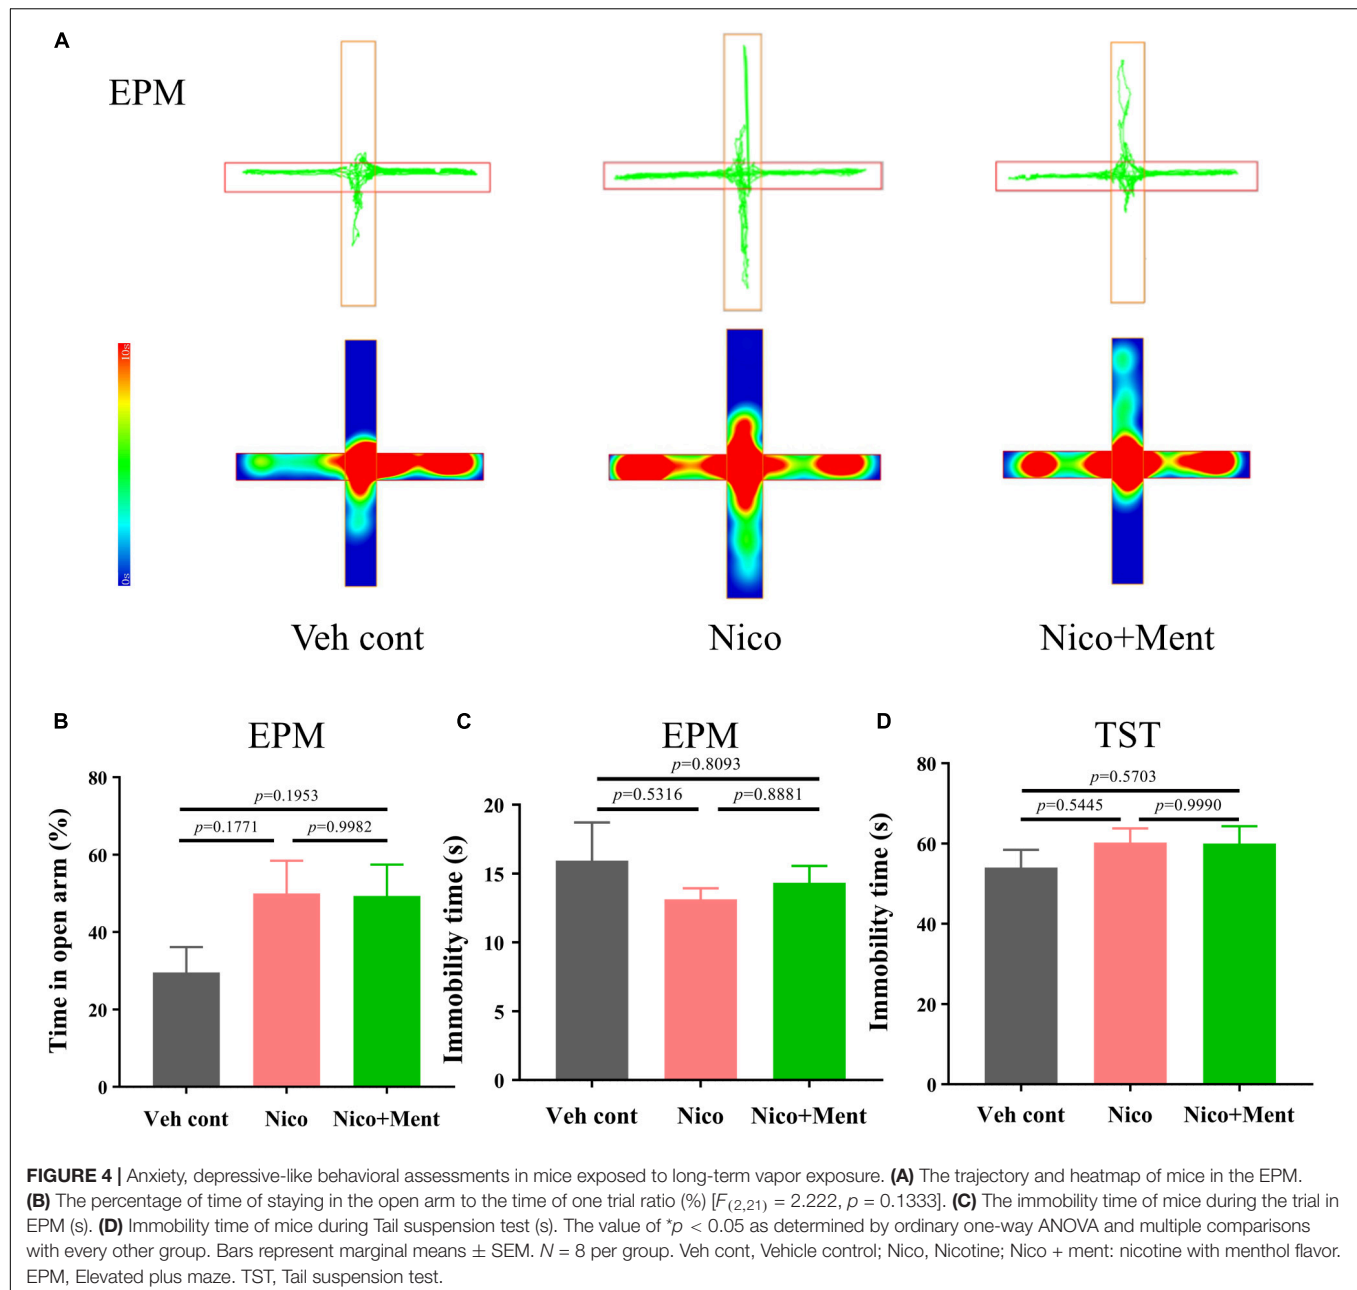 A
EPM
10s
0s
Veh cont
Nico
Nico+Ment
B
EPM
p=0.1953
p=0.1771
p=0.9982
Time in open arm (%)
80
60
40
20
0
Veh cont
Nico
Nico+Ment
C
EPM
p=0.8093
p=0.5316
p=0.8881
Immobility time (s)
20
15
10
5
0
Veh cont
Nico
Nico+Ment
D
TST
p=0.5703
p=0.5445
p=0.9990
Immobility time (s)
80
60
40
20
0
Veh cont
Nico
Nico+Ment
FIGURE 4 | Anxiety, depressive-like behavioral assessments in mice exposed to long-term vapor exposure. (A) The trajectory and heatmap of mice in the EPM.
(B) The percentage of time of staying in the open arm to the time of one trial ratio (%) [F(2,21) = 2.222, p = 0.1333]. (C) The immobility time of mice during the trial in
EPM (s). (D) Immobility time of mice during Tail suspension test (s). The value of *p < 0.05 as determined by ordinary one-way ANOVA and multiple comparisons
with every other group. Bars represent marginal means ± SEM. N = 8 per group. Veh cont, Vehicle control; Nico, Nicotine; Nico + ment: nicotine with menthol flavor.
EPM, Elevated plus maze. TST, Tail suspension test.